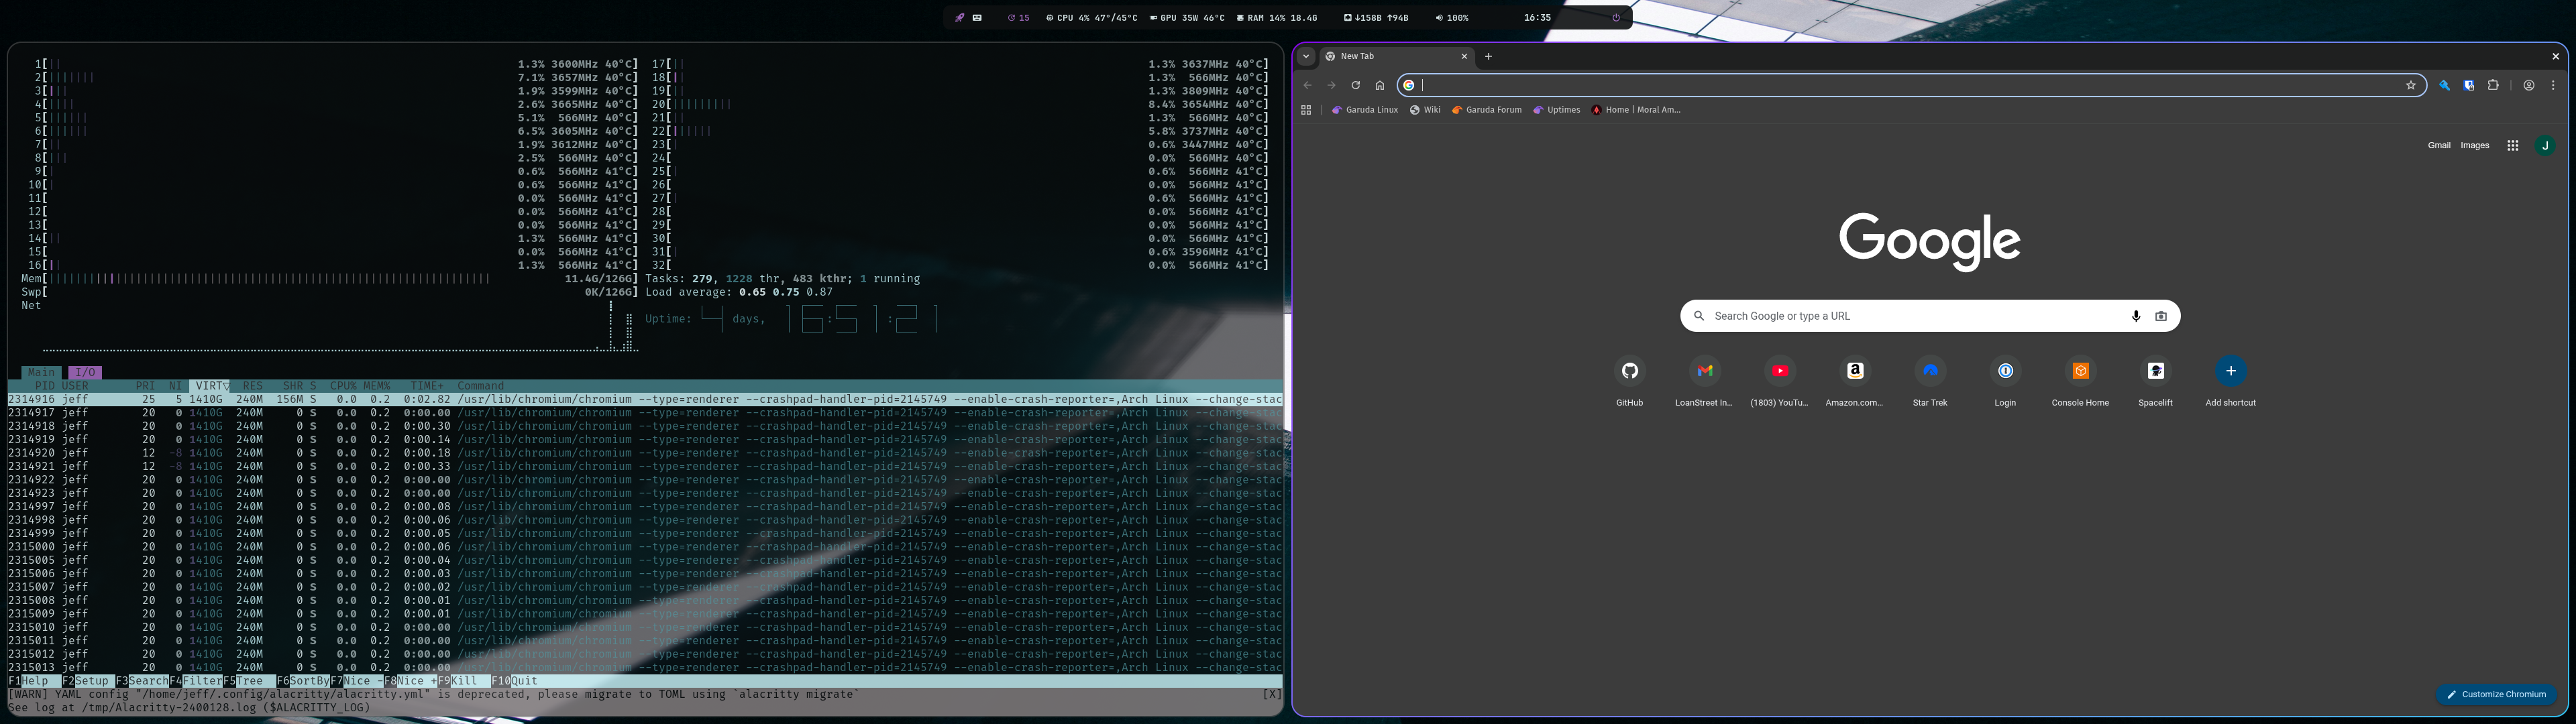 15 CPU 4% 47°/45°C GPU 35W 46°C RAM 14% 18.4G ↓158B ↑94B 100% 16:35
1[|| 1.3% 3600MHz 40°C] 17[|| 1.3% 3637MHz 40°C]
2[||||||| 7.1% 3657MHz 40°C] 18[|| 1.3% 566MHz 40°C]
3[||| 1.9% 3599MHz 40°C] 19[|| 1.3% 3809MHz 40°C]
4[|||| 2.6% 3665MHz 40°C] 20[||||||||| 8.4% 3654MHz 40°C]
5[|||||| 5.1% 566MHz 40°C] 21[|| 1.3% 566MHz 40°C]
6[|||||| 6.5% 3605MHz 40°C] 22[|||||| 5.8% 3737MHz 40°C]
7[|| 1.9% 3612MHz 40°C] 23[| 0.6% 3447MHz 40°C]
8[||| 2.5% 566MHz 40°C] 24[ 0.0% 566MHz 40°C]
9[| 0.6% 566MHz 41°C] 25[| 0.6% 566MHz 41°C]
10[| 0.6% 566MHz 41°C] 26[ 0.0% 566MHz 41°C]
11[ 0.0% 566MHz 41°C] 27[| 0.6% 566MHz 41°C]
12[ 0.0% 566MHz 41°C] 28[ 0.0% 566MHz 41°C]
13[ 0.0% 566MHz 41°C] 29[ 0.0% 566MHz 41°C]
14[|| 1.3% 566MHz 41°C] 30[ 0.0% 566MHz 41°C]
15[ 0.0% 566MHz 41°C] 31[| 0.6% 3596MHz 41°C]
16[|| 1.3% 566MHz 41°C] 32[ 0.0% 566MHz 41°C]
Mem[ 11.4G/126G] Tasks: 279, 1228 thr, 483 kthr; 1 running
Swp[ 0K/126G] Load average: 0.65 0.75 0.87
Net
Uptime: 4 days,
Main I/O
PID USER PRI NI VIRT▽ RES SHR S CPU% MEM% TIME+ Command
2314916 jeff 25 5 1410G 240M 156M S 0.0 0.2 0:02.82 /usr/lib/chromium/chromium --type=renderer --crashpad-handler-pid=2145749 --enable-crash-reporter=,Arch Linux --change-stac
2314917 jeff 20 0 1410G 240M 0 S 0.0 0.2 0:00.00 /usr/lib/chromium/chromium --type=renderer --crashpad-handler-pid=2145749 --enable-crash-reporter=,Arch Linux --change-stac
2314918 jeff 20 0 1410G 240M 0 S 0.0 0.2 0:00.30 /usr/lib/chromium/chromium --type=renderer --crashpad-handler-pid=2145749 --enable-crash-reporter=,Arch Linux --change-stac
2314919 jeff 20 0 1410G 240M 0 S 0.0 0.2 0:00.14 /usr/lib/chromium/chromium --type=renderer --crashpad-handler-pid=2145749 --enable-crash-reporter=,Arch Linux --change-stac
2314920 jeff 12 -8 1410G 240M 0 S 0.0 0.2 0:00.18 /usr/lib/chromium/chromium --type=renderer --crashpad-handler-pid=2145749 --enable-crash-reporter=,Arch Linux --change-stac
2314921 jeff 12 -8 1410G 240M 0 S 0.0 0.2 0:00.33 /usr/lib/chromium/chromium --type=renderer --crashpad-handler-pid=2145749 --enable-crash-reporter=,Arch Linux --change-stac
2314922 jeff 20 0 1410G 240M 0 S 0.0 0.2 0:00.00 /usr/lib/chromium/chromium --type=renderer --crashpad-handler-pid=2145749 --enable-crash-reporter=,Arch Linux --change-stac
2314923 jeff 20 0 1410G 240M 0 S 0.0 0.2 0:00.00 /usr/lib/chromium/chromium --type=renderer --crashpad-handler-pid=2145749 --enable-crash-reporter=,Arch Linux --change-stac
2314997 jeff 20 0 1410G 240M 0 S 0.0 0.2 0:00.08 /usr/lib/chromium/chromium --type=renderer --crashpad-handler-pid=2145749 --enable-crash-reporter=,Arch Linux --change-stac
2314998 jeff 20 0 1410G 240M 0 S 0.0 0.2 0:00.06 /usr/lib/chromium/chromium --type=renderer --crashpad-handler-pid=2145749 --enable-crash-reporter=,Arch Linux --change-stac
2314999 jeff 20 0 1410G 240M 0 S 0.0 0.2 0:00.05 /usr/lib/chromium/chromium --type=renderer --crashpad-handler-pid=2145749 --enable-crash-reporter=,Arch Linux --change-stac
2315000 jeff 20 0 1410G 240M 0 S 0.0 0.2 0:00.06 /usr/lib/chromium/chromium --type=renderer --crashpad-handler-pid=2145749 --enable-crash-reporter=,Arch Linux --change-stac
2315005 jeff 20 0 1410G 240M 0 S 0.0 0.2 0:00.04 /usr/lib/chromium/chromium --type=renderer --crashpad-handler-pid=2145749 --enable-crash-reporter=,Arch Linux --change-stac
2315006 jeff 20 0 1410G 240M 0 S 0.0 0.2 0:00.03 /usr/lib/chromium/chromium --type=renderer --crashpad-handler-pid=2145749 --enable-crash-reporter=,Arch Linux --change-stac
2315007 jeff 20 0 1410G 240M 0 S 0.0 0.2 0:00.02 /usr/lib/chromium/chromium --type=renderer --crashpad-handler-pid=2145749 --enable-crash-reporter=,Arch Linux --change-stac
2315008 jeff 20 0 1410G 240M 0 S 0.0 0.2 0:00.01 /usr/lib/chromium/chromium --type=renderer --crashpad-handler-pid=2145749 --enable-crash-reporter=,Arch Linux --change-stac
2315009 jeff 20 0 1410G 240M 0 S 0.0 0.2 0:00.01 /usr/lib/chromium/chromium --type=renderer --crashpad-handler-pid=2145749 --enable-crash-reporter=,Arch Linux --change-stac
2315010 jeff 20 0 1410G 240M 0 S 0.0 0.2 0:00.00 /usr/lib/chromium/chromium --type=renderer --crashpad-handler-pid=2145749 --enable-crash-reporter=,Arch Linux --change-stac
2315011 jeff 20 0 1410G 240M 0 S 0.0 0.2 0:00.00 /usr/lib/chromium/chromium --type=renderer --crashpad-handler-pid=2145749 --enable-crash-reporter=,Arch Linux --change-stac
2315012 jeff 20 0 1410G 240M 0 S 0.0 0.2 0:00.00 /usr/lib/chromium/chromium --type=renderer --crashpad-handler-pid=2145749 --enable-crash-reporter=,Arch Linux --change-stac
2315013 jeff 20 0 1410G 240M 0 S 0.0 0.2 0:00.00 /usr/lib/chromium/chromium --type=renderer --crashpad-handler-pid=2145749 --enable-crash-reporter=,Arch Linux --change-stac
F1Help F2Setup F3SearchF4FilterF5Tree F6SortByF7Nice -F8Nice +F9Kill F10Quit
[WARN] YAML config "/home/jeff/.config/alacritty/alacritty.yml" is deprecated, please migrate to TOML using `alacritty migrate` [X]
See log at /tmp/Alacritty-2400128.log ($ALACRITTY_LOG)
New Tab
Garuda Linux Wiki Garuda Forum Uptimes Home | Moral Am...
Gmail Images J
Google
Search Google or type a URL
GitHub LoanStreet In... (1803) YouTu... Amazon.com... Star Trek Login Console Home Spacelift Add shortcut
Customize Chromium